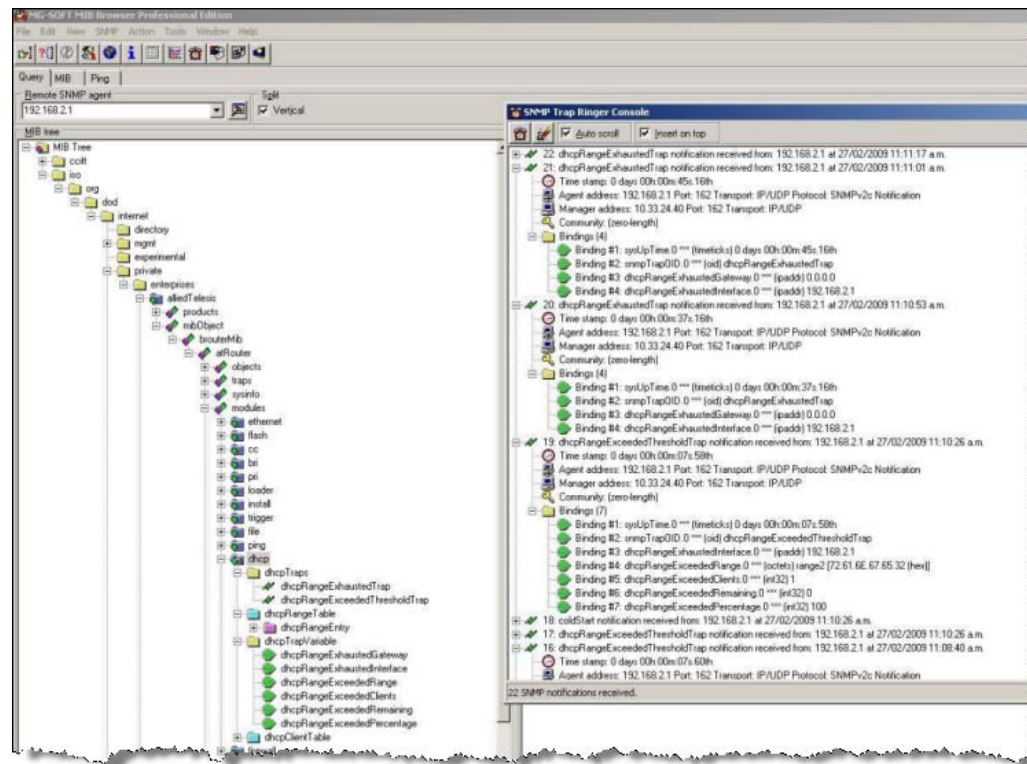 MG-SOFT MIB Browser Professional Edition
File Edit View SNMP Action Tools Window Help
Query MIB Ping
Remote SNMP agent
Split
192.168.2.1
Vertical
MIB tree
MIB Tree
ccitt
iso
org
dod
internet
directory
mgmt
experimental
private
enterprises
alliedTelesis
products
mibObject
brouterMib
atRouter
objects
traps
sysinfo
modules
ethernet
flash
cc
bri
pri
loader
install
trigger
file
ping
dhcp
dhcpTraps
dhcpRangeExhaustedTrap
dhcpRangeExceededThresholdTrap
dhcpRangeTable
dhcpRangeEntry
dhcpTrapVariable
dhcpRangeExhaustedGateway
dhcpRangeExhaustedInterface
dhcpRangeExceededRange
dhcpRangeExceededClients
dhcpRangeExceededRemaining
dhcpRangeExceededPercentage
dhcpClientTable
firewall
SNMP Trap Ringer Console
Auto scroll Insert on top
22: dhcpRangeExhaustedTrap notification received from: 192.168.2.1 at 27/02/2009 11:11:17 a.m.
21: dhcpRangeExhaustedTrap notification received from: 192.168.2.1 at 27/02/2009 11:11:01 a.m.
Time stamp: 0 days 00h:00m:45s.16th
Agent address: 192.168.2.1 Port: 162 Transport: IP/UDP Protocol: SNMPv2c Notification
Manager address: 10.33.24.40 Port: 162 Transport: IP/UDP
Community: (zero-length)
Bindings (4)
Binding #1: sysUpTime.0 *** (timeticks) 0 days 00h:00m:45s.16th
Binding #2: snmpTrapOID.0 *** (oid) dhcpRangeExhaustedTrap
Binding #3: dhcpRangeExhaustedGateway.0 *** (ipaddr) 0.0.0.0
Binding #4: dhcpRangeExhaustedInterface.0 *** (ipaddr) 192.168.2.1
20: dhcpRangeExhaustedTrap notification received from: 192.168.2.1 at 27/02/2009 11:10:53 a.m.
Time stamp: 0 days 00h:00m:37s.16th
Agent address: 192.168.2.1 Port: 162 Transport: IP/UDP Protocol: SNMPv2c Notification
Manager address: 10.33.24.40 Port: 162 Transport: IP/UDP
Community: (zero-length)
Bindings (4)
Binding #1: sysUpTime.0 *** (timeticks) 0 days 00h:00m:37s.16th
Binding #2: snmpTrapOID.0 *** (oid) dhcpRangeExhaustedTrap
Binding #3: dhcpRangeExhaustedGateway.0 *** (ipaddr) 0.0.0.0
Binding #4: dhcpRangeExhaustedInterface.0 *** (ipaddr) 192.168.2.1
19: dhcpRangeExceededThresholdTrap notification received from: 192.168.2.1 at 27/02/2009 11:10:26 a.m.
Time stamp: 0 days 00h:00m:07s.58th
Agent address: 192.168.2.1 Port: 162 Transport: IP/UDP Protocol: SNMPv2c Notification
Manager address: 10.33.24.40 Port: 162 Transport: IP/UDP
Community: (zero-length)
Bindings (7)
Binding #1: sysUpTime.0 *** (timeticks) 0 days 00h:00m:07s.58th
Binding #2: snmpTrapOID.0 *** (oid) dhcpRangeExceededThresholdTrap
Binding #3: dhcpRangeExhaustedInterface.0 *** (ipaddr) 192.168.2.1
Binding #4: dhcpRangeExceededRange.0 *** (octets) range2 [72.61.6E.67.65.32 (hex)]
Binding #5: dhcpRangeExceededClients.0 *** (int32) 1
Binding #6: dhcpRangeExceededRemaining.0 *** (int32) 0
Binding #7: dhcpRangeExceededPercentage.0 *** (int32) 100
18: coldStart notification received from: 192.168.2.1 at 27/02/2009 11:10:26 a.m.
17: dhcpRangeExceededThresholdTrap notification received from: 192.168.2.1 at 27/02/2009 11:10:26 a.m.
16: dhcpRangeExceededThresholdTrap notification received from: 192.168.2.1 at 27/02/2009 11:08:40 a.m.
Time stamp: 0 days 00h:00m:07s.60th
Agent address: 192.168.2.1 Port: 162 Transport: IP/UDP Protocol: SNMPv2c Notification
22 SNMP notifications received.